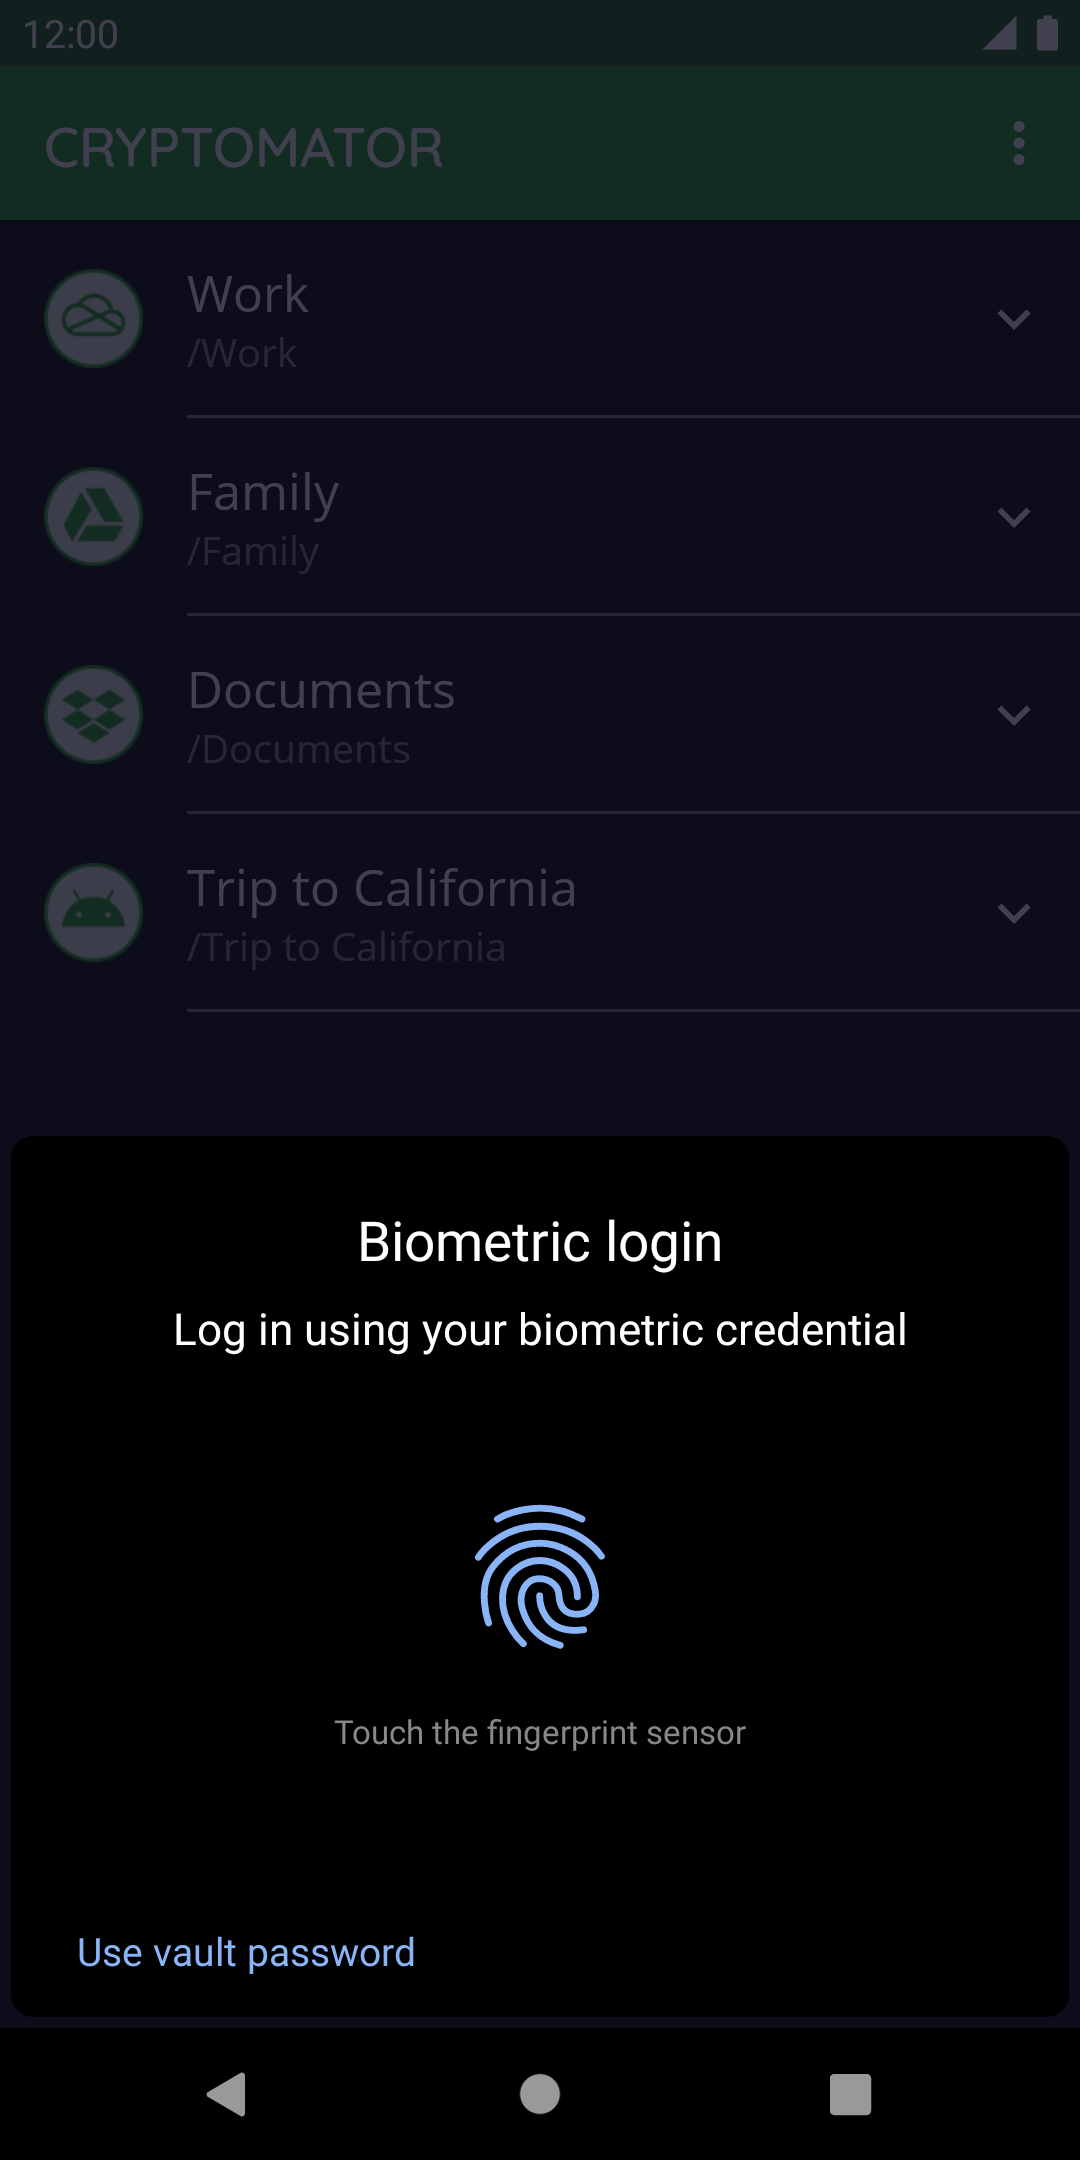 12:00
CRYPTOMATOR
Work
/Work
Family
/Family
Documents
/Documents
Trip to California
/Trip to California
Biometric login
Log in using your biometric credential
Touch the fingerprint sensor
Use vault password